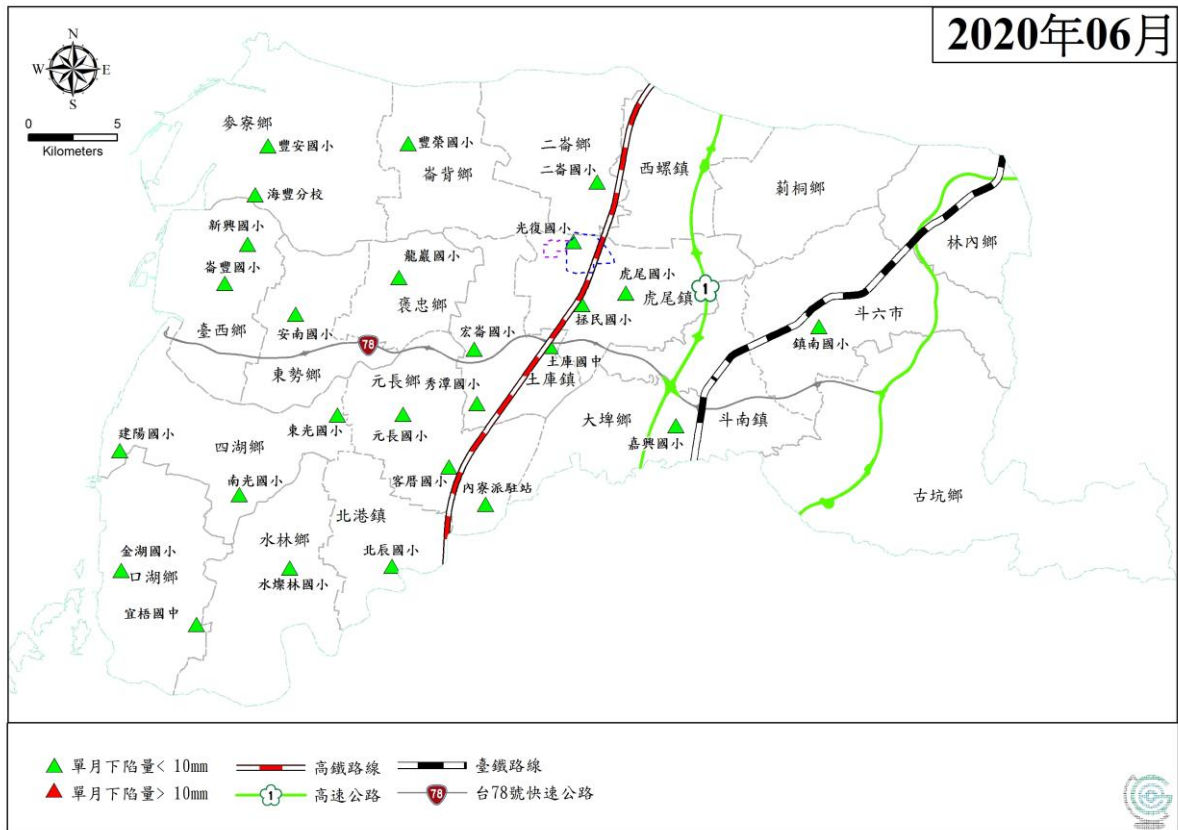 2020年06月
N
W E
S
0 5
Kilometers
麥寮鄉
豐安國小
豐榮國小
崙背鄉
二崙鄉
二崙國小
西螺鎮
莿桐鄉
海豐分校
新興國小
崙豐國小
光復國小
林內鄉
龍巖國小
褒忠鄉
虎尾國小
虎尾鎮
1
拯民國小
斗六市
鎮南國小
臺西鄉
安南國小
78
宏崙國小
土庫國中
土庫鎮
東勢鄉
元長鄉
秀潭國小
大埤鄉
斗南鎮
嘉興國小
建陽國小
四湖鄉
東光國小
元長國小
南光國小
客厝國小
內寮派駐站
古坑鄉
北港鎮
水林鄉
北辰國小
金湖國小
口湖鄉
水燦林國小
宜梧國中
單月下陷量< 10mm
高鐵路線
臺鐵路線
單月下陷量> 10mm
1
高速公路
78
台78號快速公路